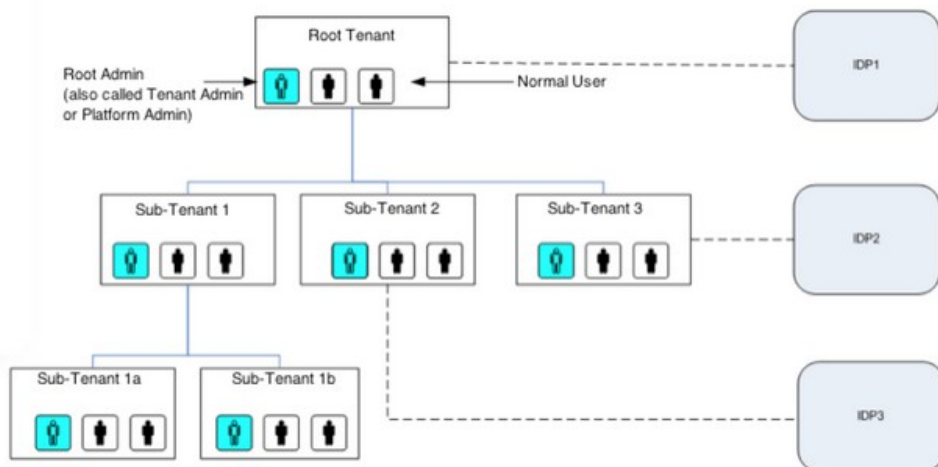 Root Tenant
IDP1
Root Admin
(also called Tenant Admin
or Platform Admin)
Normal User
Sub-Tenant 1
Sub-Tenant 2
Sub-Tenant 3
IDP2
Sub-Tenant 1a
Sub-Tenant 1b
IDP3